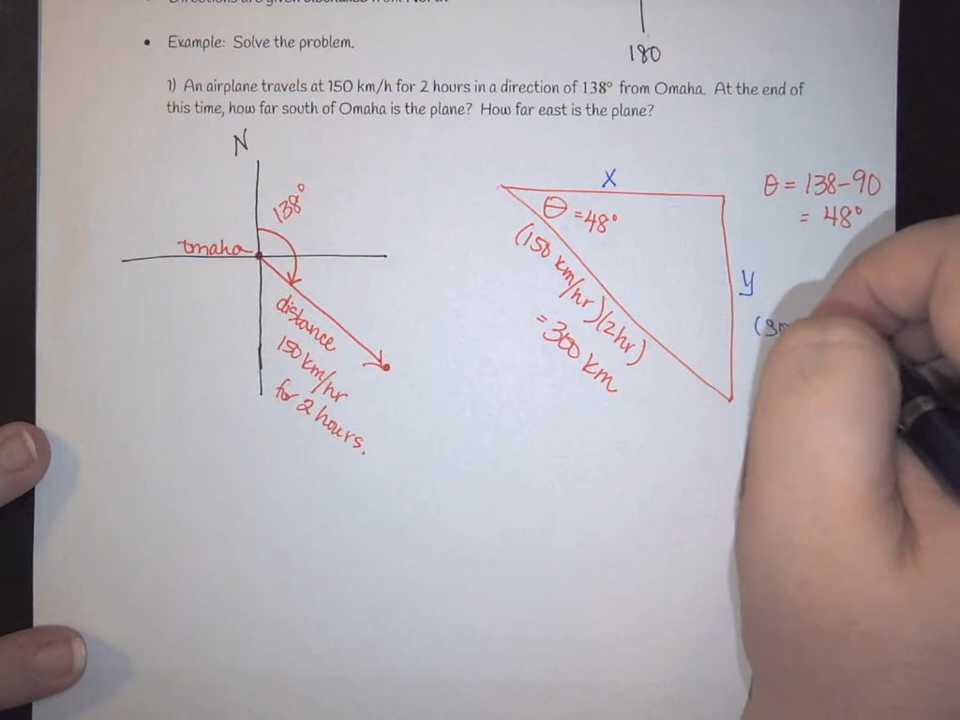 180
• Example: Solve the problem.
1) An airplane travels at 150 km/h for 2 hours in a direction of 138° from Omaha. At the end of
this time, how far south of Omaha is the plane? How far east is the plane?
N
138°
Omaha
distance
150 km/hr
for 2 hours.
X
θ = 48°
(150 km/hr)(2hr)
= 300 km
y
θ = 138-90
= 48°